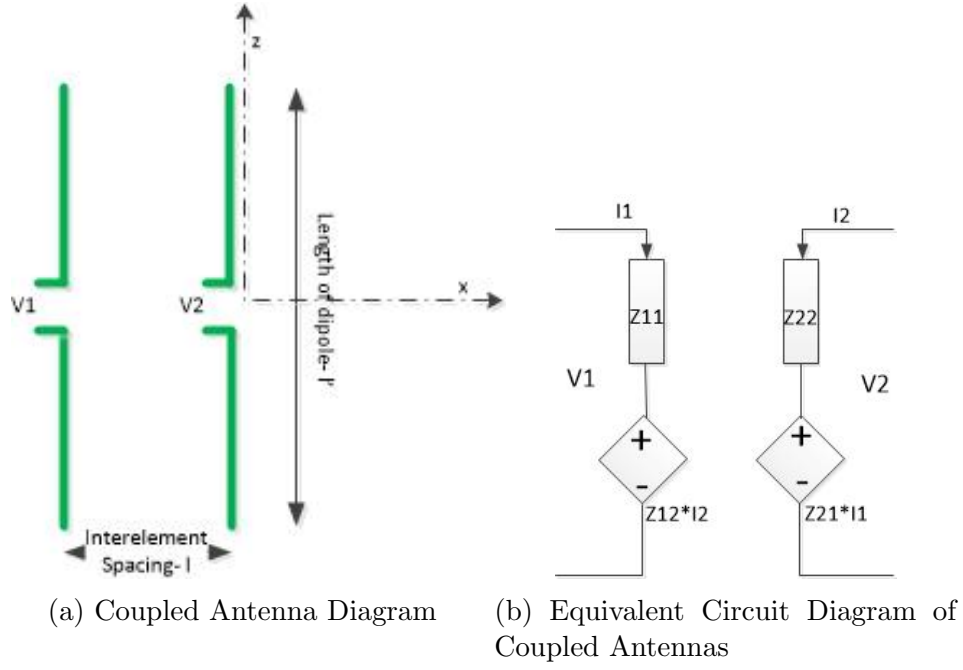 z
Length of dipole- l'
x
V1
V2
Interelement
Spacing- l
I1
I2
Z11
Z22
V1
V2
+
-
+
-
Z12*I2
Z21*I1
(a) Coupled Antenna Diagram
(b) Equivalent Circuit Diagram of
Coupled Antennas